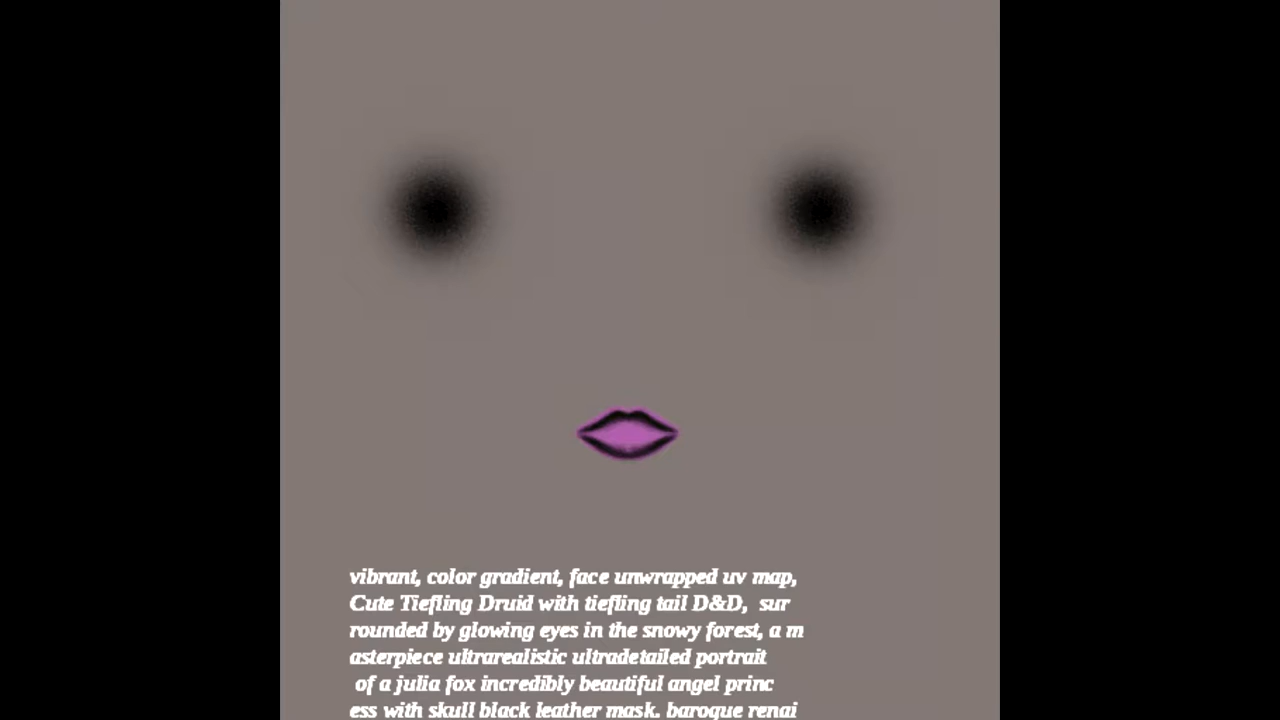 vibrant, color gradient, face unwrapped uv map,
Cute Tiefling Druid with tiefling tail D&D,  sur
rounded by glowing eyes in the snowy forest, a m
asterpiece ultrarealistic ultradetailed portrait
 of a julia fox incredibly beautiful angel princ
ess with skull black leather mask. baroque renai